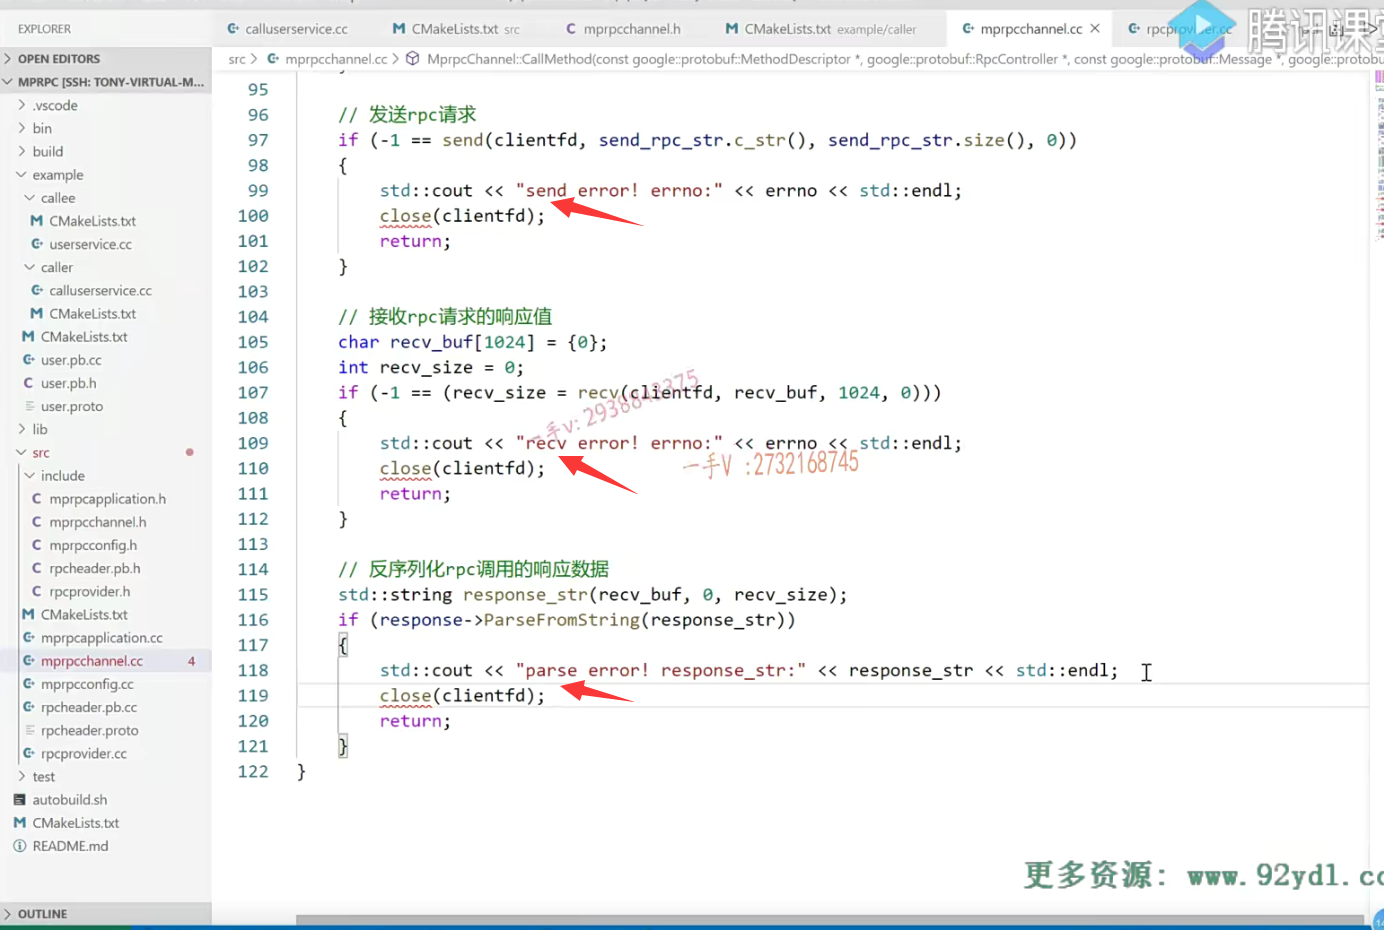 EXPLORER
calluserservice.cc
CMakeLists.txt src
mprpcchannel.h
CMakeLists.txt example/caller
mprpcchannel.cc
腾讯课堂
OPEN EDITORS
src > mprpcchannel.cc > MprpcChannel::CallMethod(const google::protobuf::MethodDescriptor *, google::protobuf::RpcController *, const google::protobuf::Message *, google::protobuf
MPRPC [SSH: TONY-VIRTUAL-M...
.vscode
bin
build
example
callee
CMakeLists.txt
userservice.cc
caller
calluserservice.cc
CMakeLists.txt
CMakeLists.txt
user.pb.cc
user.pb.h
user.proto
lib
src
include
mprpcapplication.h
mprpcchannel.h
mprpcconfig.h
rpcheader.pb.h
rpcprovider.h
CMakeLists.txt
mprpcapplication.cc
mprpcchannel.cc 4
mprpcconfig.cc
rpcheader.pb.cc
rpcheader.proto
rpcprovider.cc
test
autobuild.sh
CMakeLists.txt
README.md
OUTLINE
95
96 // 发送rpc请求
97 if (-1 == send(clientfd, send_rpc_str.c_str(), send_rpc_str.size(), 0))
98 {
99 std::cout << "send error! errno:" << errno << std::endl;
100 close(clientfd);
101 return;
102 }
103
104 // 接收rpc请求的响应值
105 char recv_buf[1024] = {0};
106 int recv_size = 0;
107 if (-1 == (recv_size = recv(clientfd, recv_buf, 1024, 0)))
108 {
109 std::cout << "recv error! errno:" << errno << std::endl;
110 close(clientfd);
111 return;
112 }
113
114 // 反序列化rpc调用的响应数据
115 std::string response_str(recv_buf, 0, recv_size);
116 if (response->ParseFromString(response_str))
117 {
118 std::cout << "parse error! response_str:" << response_str << std::endl;
119 close(clientfd);
120 return;
121 }
122 }
一手V :2732168745
更多资源: www.92ydl.co